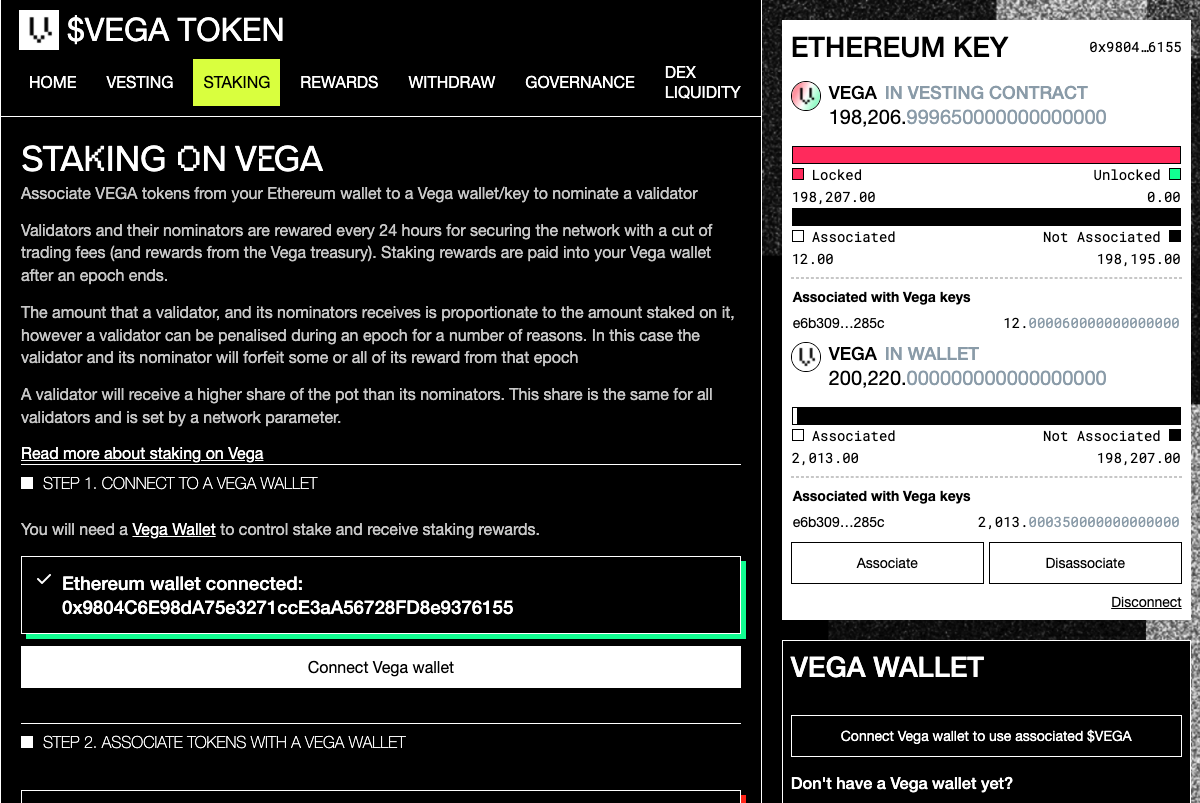 $VEGA TOKEN
HOME VESTING STAKING REWARDS WITHDRAW GOVERNANCE DEX LIQUIDITY
STAKING ON VEGA
Associate VEGA tokens from your Ethereum wallet to a Vega wallet/key to nominate a validator
Validators and their nominators are rewarded every 24 hours for securing the network with a cut of
trading fees (and rewards from the Vega treasury). Staking rewards are paid into your Vega wallet
after an epoch ends.
The amount that a validator, and its nominators receives is proportionate to the amount staked on it,
however a validator can be penalised during an epoch for a number of reasons. In this case the
validator and its nominator will forfeit some or all of its reward from that epoch
A validator will receive a higher share of the pot than its nominators. This share is the same for all
validators and is set by a network parameter.
Read more about staking on Vega
STEP 1. CONNECT TO A VEGA WALLET
You will need a Vega Wallet to control stake and receive staking rewards.
Ethereum wallet connected:
0x9804C6E98dA75e3271ccE3aA56728FD8e9376155
Connect Vega wallet
STEP 2. ASSOCIATE TOKENS WITH A VEGA WALLET
ETHEREUM KEY 0x9804…6155
VEGA IN VESTING CONTRACT
198,206.999650000000000000
Locked Unlocked
198,207.00 0.00
Associated Not Associated
12.00 198,195.00
Associated with Vega keys
e6b309…285c 12.000060000000000000
VEGA IN WALLET
200,220.000000000000000000
Associated Not Associated
2,013.00 198,207.00
Associated with Vega keys
e6b309…285c 2,013.000350000000000000
Associate Disassociate
Disconnect
VEGA WALLET
Connect Vega wallet to use associated $VEGA
Don't have a Vega wallet yet?